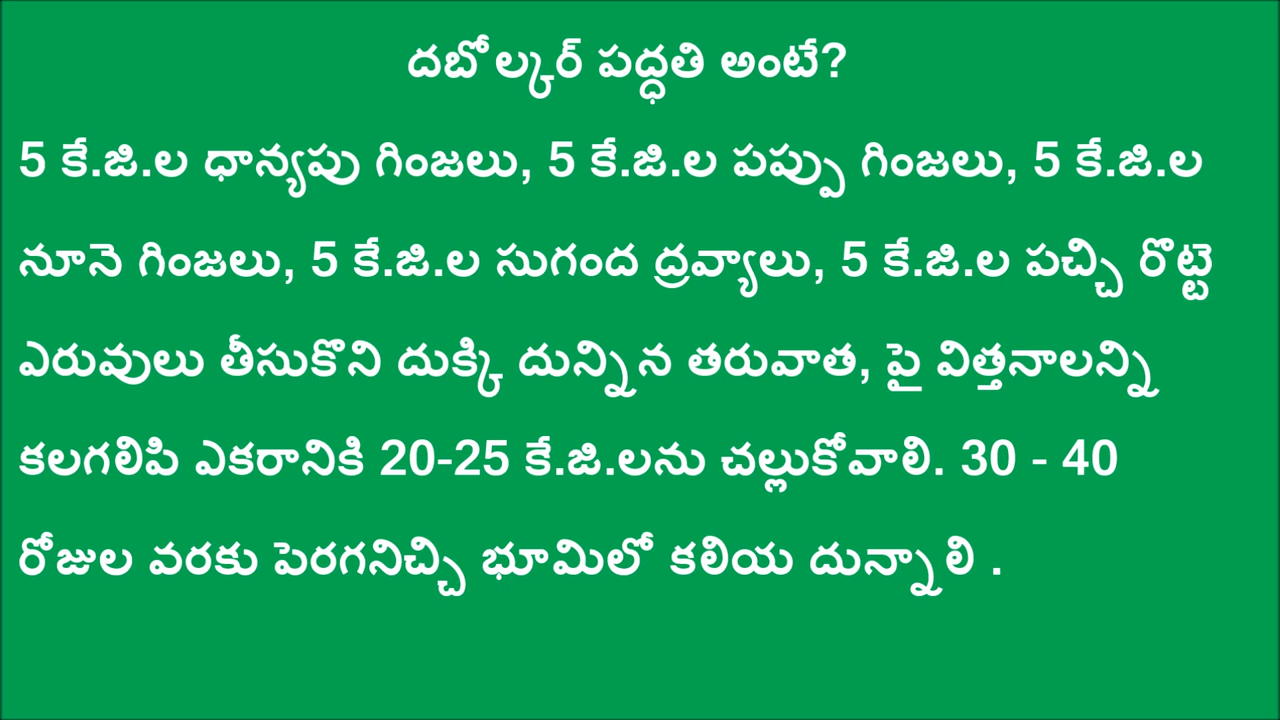 దబోల్కర్ పద్ధతి అంటే?
5 కే.జి.ల ధాన్యపు గింజలు, 5 కే.జి.ల పప్పు గింజలు, 5 కే.జి.ల
నూనె గింజలు, 5 కే.జి.ల సుగంద ద్రవ్యాలు, 5 కే.జి.ల పచ్చి రొట్టె
ఎరువులు తీసుకొని దుక్కి దున్నిన తరువాత, పై విత్తనాలన్ని
కలగలిపి ఎకరానికి 20-25 కే.జి.లను చల్లుకోవాలి. 30 - 40
రోజుల వరకు పెరగనిచ్చి భూమిలో కలియ దున్నాలి .